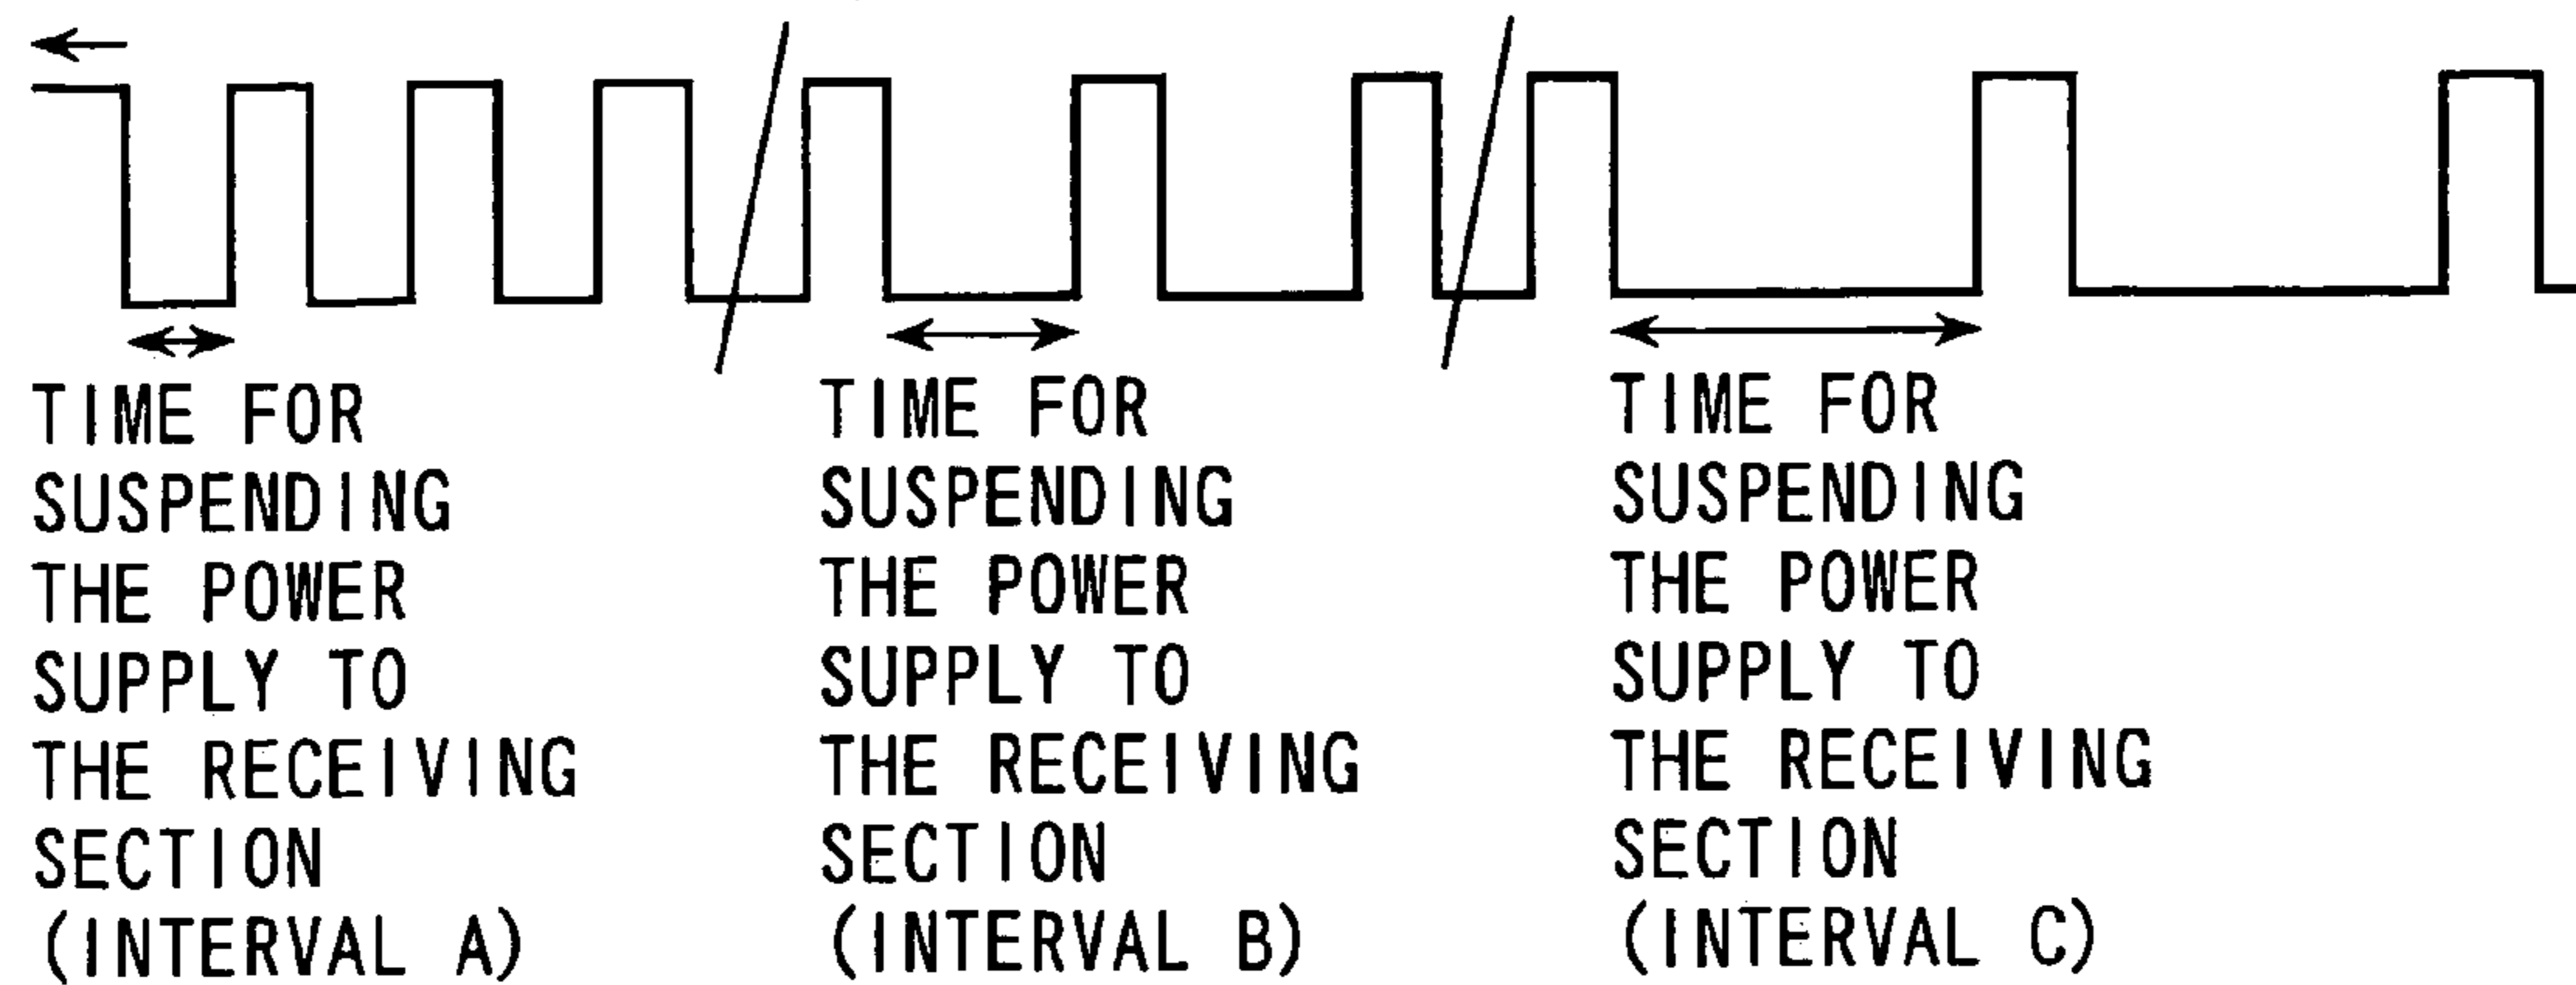 TIME FOR
SUSPENDING
THE POWER
SUPPLY TO
THE RECEIVING
SECTION
(INTERVAL A)
TIME FOR
SUSPENDING
THE POWER
SUPPLY TO
THE RECEIVING
SECTION
(INTERVAL B)
TIME FOR
SUSPENDING
THE POWER
SUPPLY TO
THE RECEIVING
SECTION
(INTERVAL C)